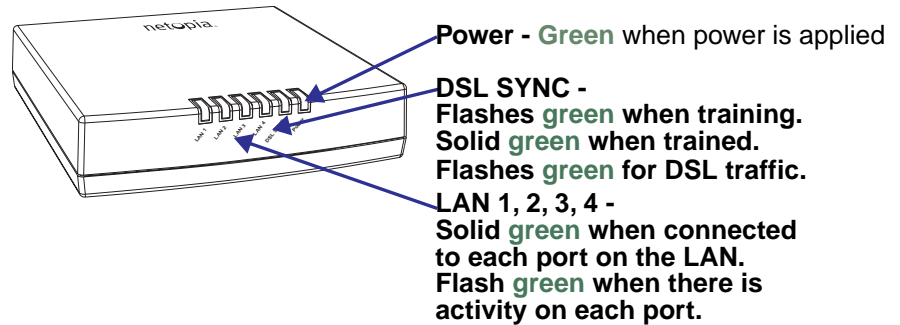 netopia.
Power - Green when power is applied
DSL SYNC -
Flashes green when training.
Solid green when trained.
Flashes green for DSL traffic.
LAN 1, 2, 3, 4 -
Solid green when connected
to each port on the LAN.
Flash green when there is
activity on each port.
LAN 1
LAN 2
LAN 3
LAN 4
DSL